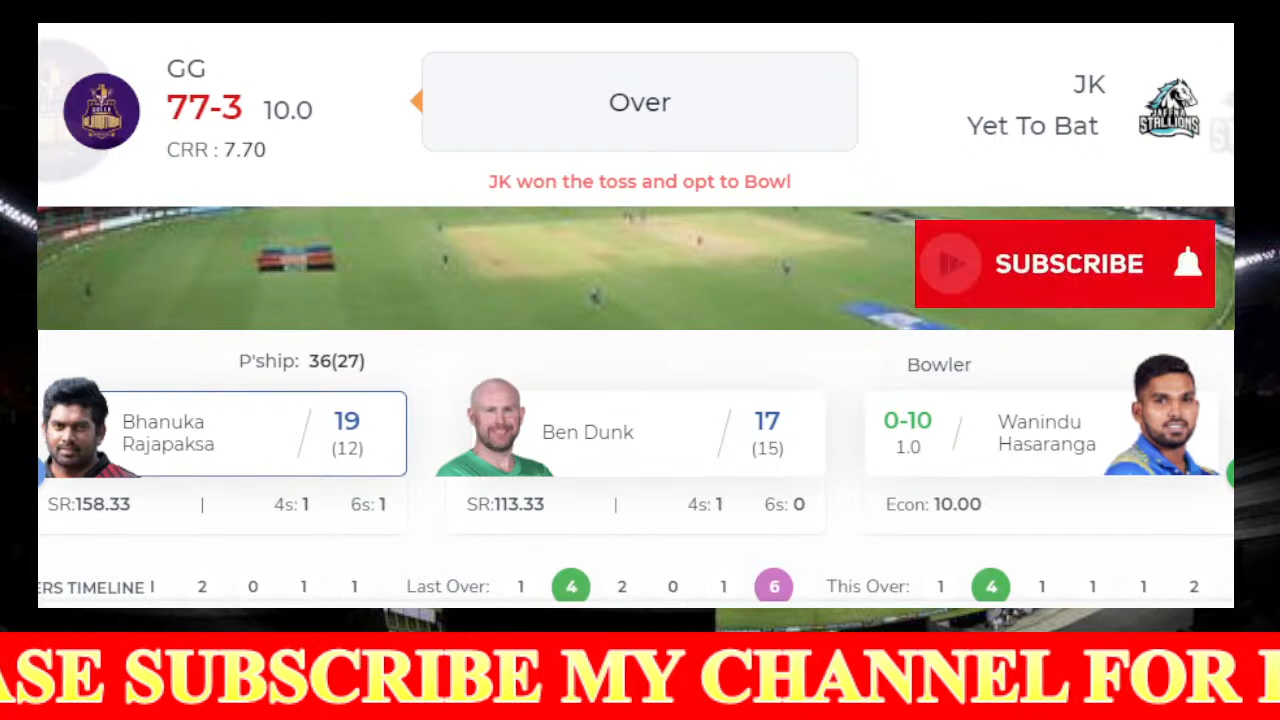 GG
77-3 10.0
CRR : 7.70
Over
JK won the toss and opt to Bowl
JK
Yet To Bat
JAFFNA
STALLIONS
SUBSCRIBE
P'ship: 36(27)
Bhanuka
Rajapaksa
19
(12)
SR:158.33 | 4s: 1 6s: 1
Ben Dunk
17
(15)
SR:113.33 | 4s: 1 6s: 0
Bowler
0-10
1.0
Wanindu
Hasaranga
Econ: 10.00
ERS TIMELINE 1 2 0 1 1 Last Over: 1 4 2 0 1 6 This Over: 1 4 1 1 1 2
ASE SUBSCRIBE MY CHANNEL FOR